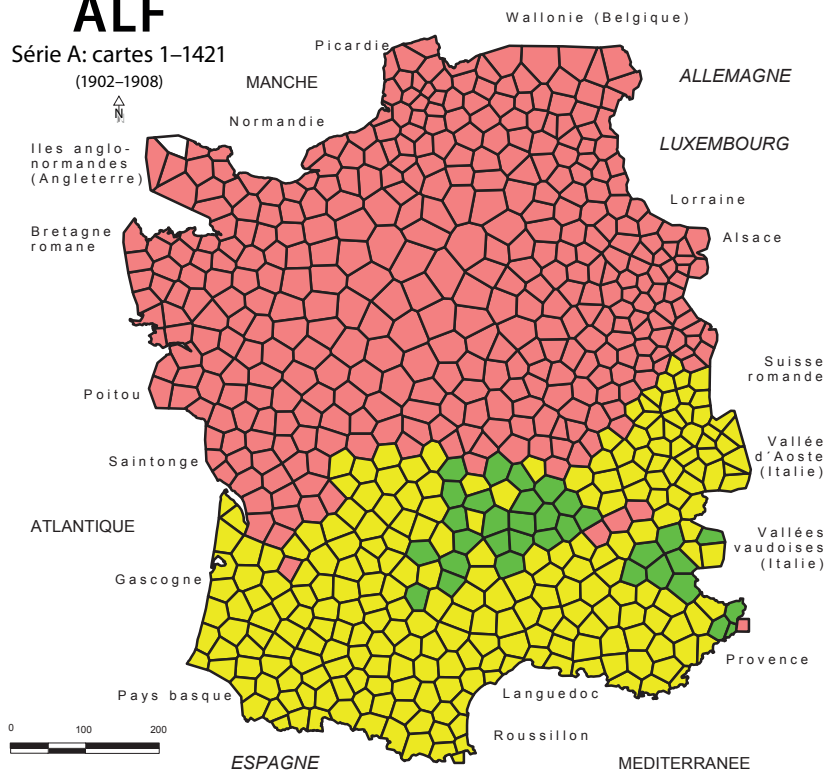 ALF
Série A: cartes 1–1421
(1902–1908)
N
Wallonie (Belgique)
Picardie
MANCHE
ALLEMAGNE
Normandie
LUXEMBOURG
Iles anglo-
normandes
(Angleterre)
Lorraine
Bretagne
romane
Alsace
Suisse
romande
Poitou
Vallée
d´Aoste
(Italie)
Saintonge
ATLANTIQUE
Vallées
vaudoises
(Italie)
Gascogne
Provence
Pays basque
Languedoc
Roussillon
0 100 200
ESPAGNE
MEDITERRANEE